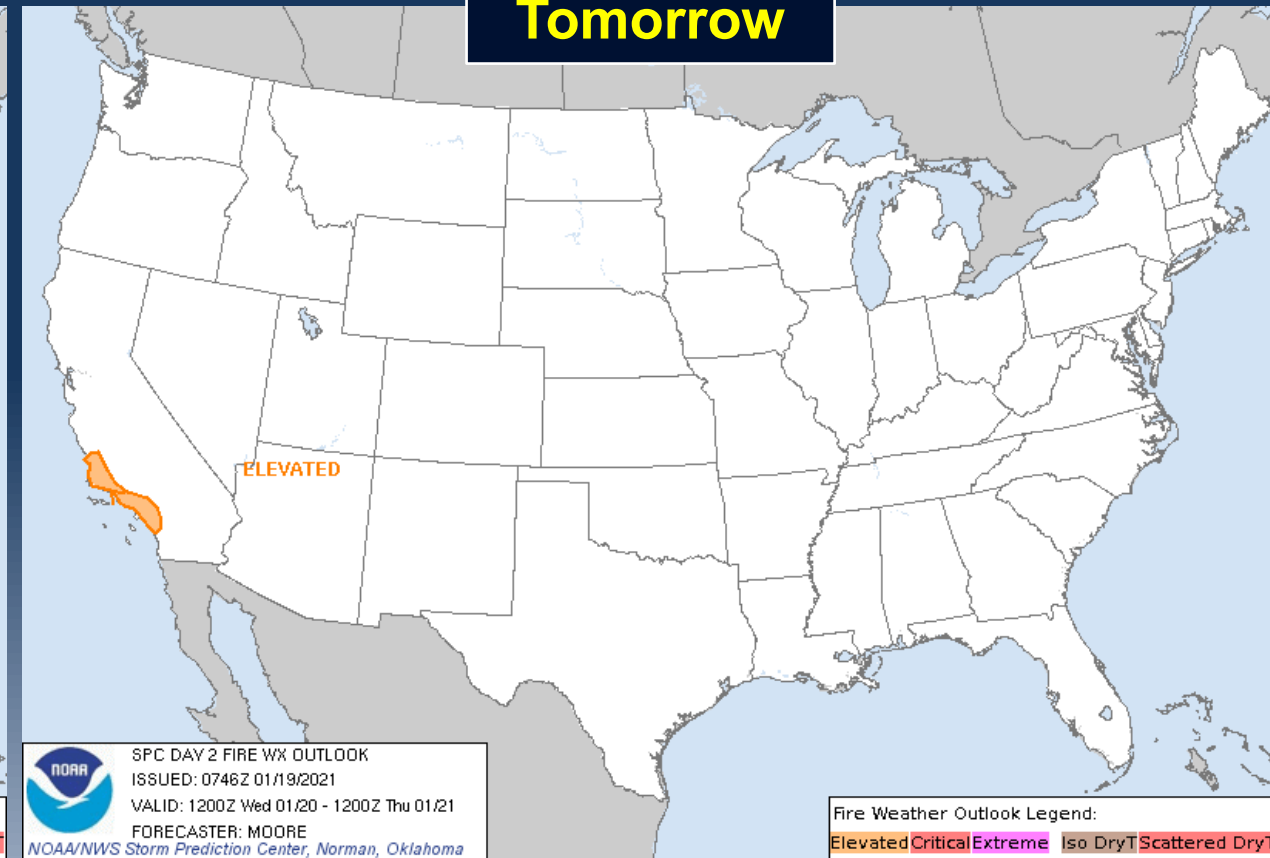 Tomorrow
ELEVATED
NOAA
SPC DAY 2 FIRE WX OUTLOOK
ISSUED: 0746Z 01/19/2021
VALID: 1200Z Wed 01/20 - 1200Z Thu 01/21
FORECASTER: MOORE
NOAA/NWS Storm Prediction Center, Norman, Oklahoma
Fire Weather Outlook Legend:
Elevated Critical Extreme Iso DryT Scattered DryT